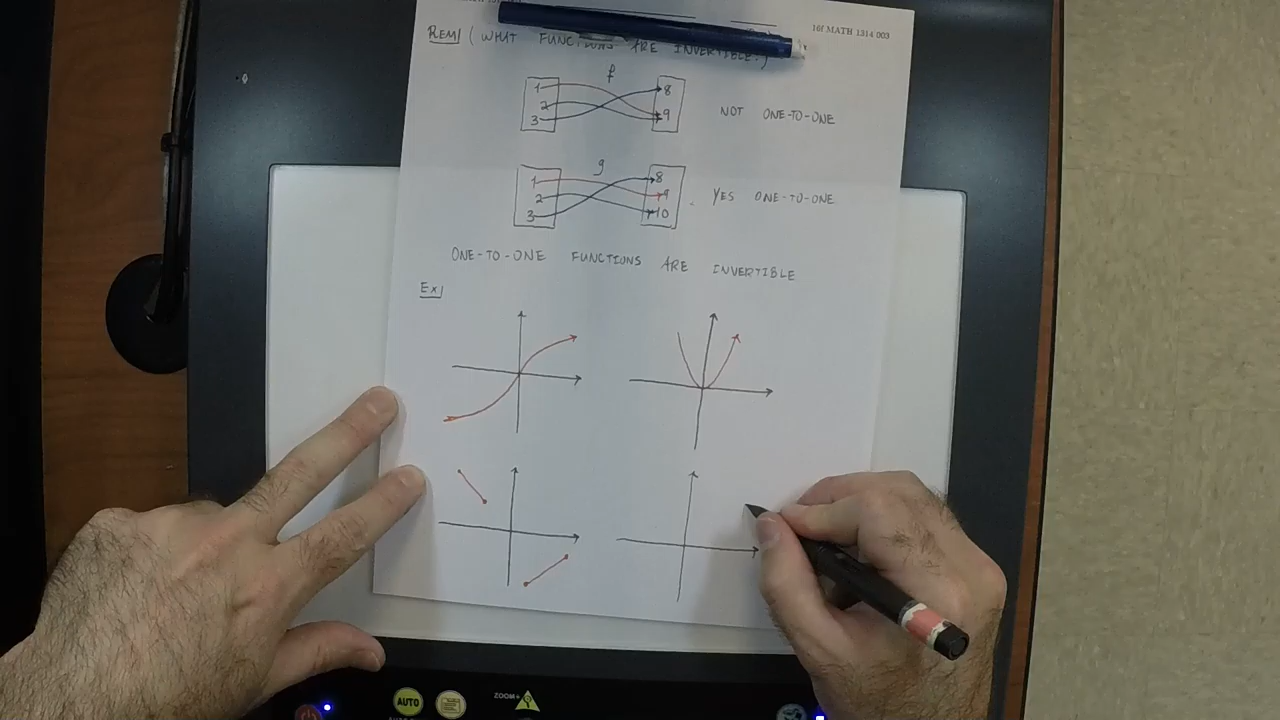 16f MATH 1314 003
REM (WHAT FUNCTIONS ARE INVERTIBLE?)
f
1 8
2 9
3
NOT ONE-TO-ONE
g
1 8
2 9
3 10
YES ONE-TO-ONE
ONE-TO-ONE FUNCTIONS ARE INVERTIBLE
EX
AUTO
ZOOM+